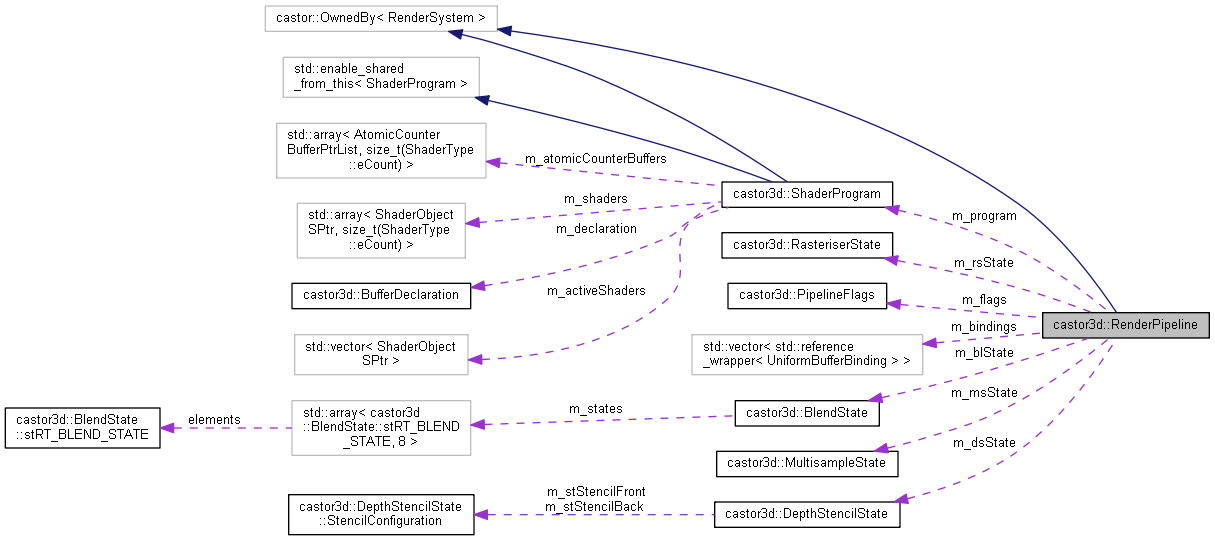 castor::OwnedBy< RenderSystem >
std::enable_shared
_from_this< ShaderProgram >
std::array< AtomicCounter
BufferPtrList, size_t(ShaderType
::eCount) >
m_atomicCounterBuffers
castor3d::ShaderProgram
m_shaders
std::array< ShaderObject
SPtr, size_t(ShaderType
::eCount) >
m_declaration
m_program
castor3d::RasteriserState
m_rsState
castor3d::BufferDeclaration
m_activeShaders
castor3d::PipelineFlags
m_flags
castor3d::RenderPipeline
std::vector< ShaderObject
SPtr >
std::vector< std::reference
_wrapper< UniformBufferBinding > >
m_bindings
m_blState
castor3d::BlendState
::stRT_BLEND_STATE
elements
std::array< castor3d
::BlendState::stRT_BLEND
_STATE, 8 >
m_states
castor3d::BlendState
m_msState
castor3d::MultisampleState
m_dsState
castor3d::DepthStencilState
::StencilConfiguration
m_stStencilFront
m_stStencilBack
castor3d::DepthStencilState